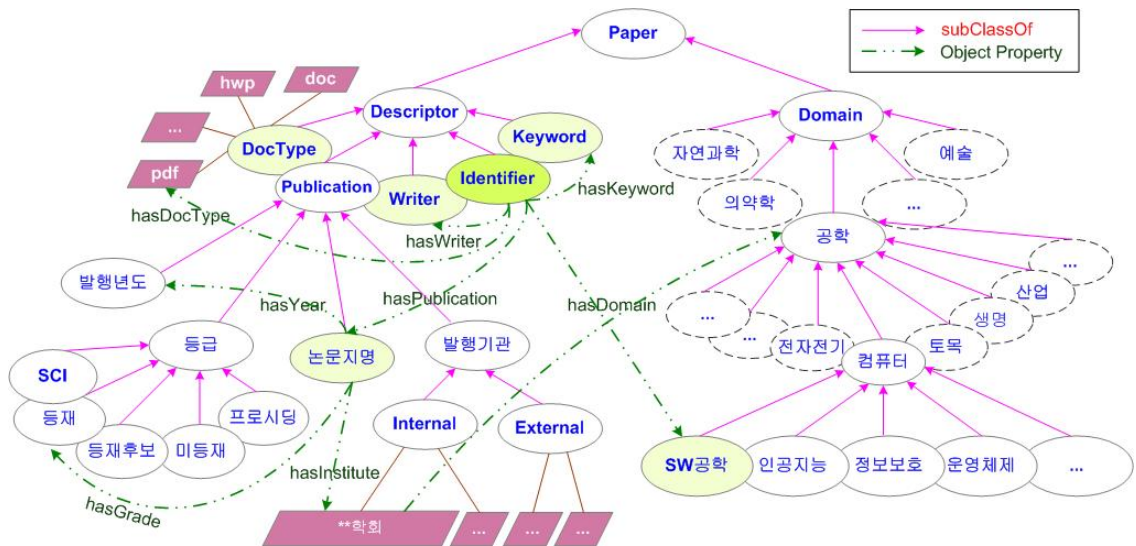 Paper
subClassOf
Object Property
hwp
doc
...
pdf
DocType
Descriptor
Keyword
Publication
Writer
Identifier
hasDocType
hasWriter
hasKeyword
Domain
자연과학
예술
의약학
...
공학
...
산업
생명
토목
...
...
전자전기
컴퓨터
발행년도
hasYear
hasPublication
hasDomain
등급
논문지명
발행기관
SCI
등재
등재후보
미등재
프로시딩
Internal
External
SW공학
인공지능
정보보호
운영체제
...
hasGrade
hasInstitute
**학회
...
...
...